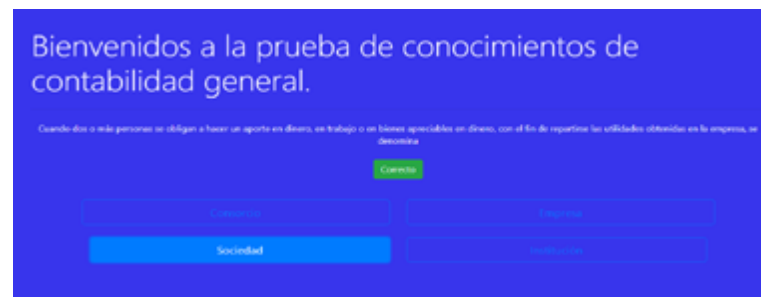 Bienvenidos a la prueba de conocimientos de
contabilidad general.
Cuando dos o más personas se obligan a hacer un aporte en dinero, en trabajo o en bienes apreciables en dinero, con el fin de repartirse las utilidades obtenidas en la empresa, se
denomina
Correcto
Consorcio
Empresa
Sociedad
Institución